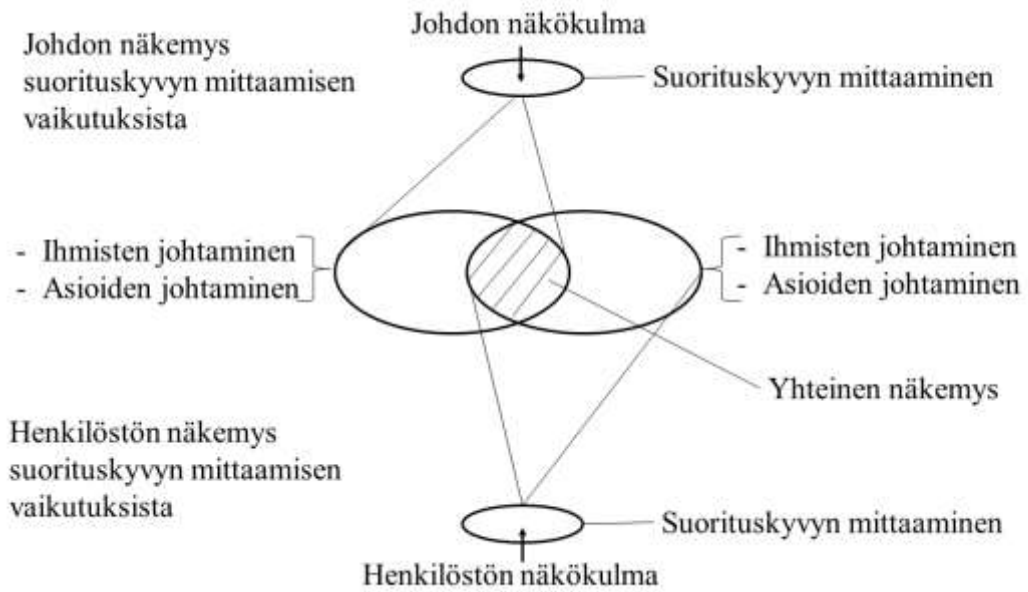 Johdon näkökulma
Johdon näkemys
suorituskyvyn mittaamisen
vaikutuksista
Suorituskyvyn mittaaminen
- Ihmisten johtaminen
- Asioiden johtaminen
- Ihmisten johtaminen
- Asioiden johtaminen
Yhteinen näkemys
Henkilöstön näkemys
suorituskyvyn mittaamisen
vaikutuksista
Suorituskyvyn mittaaminen
Henkilöstön näkökulma